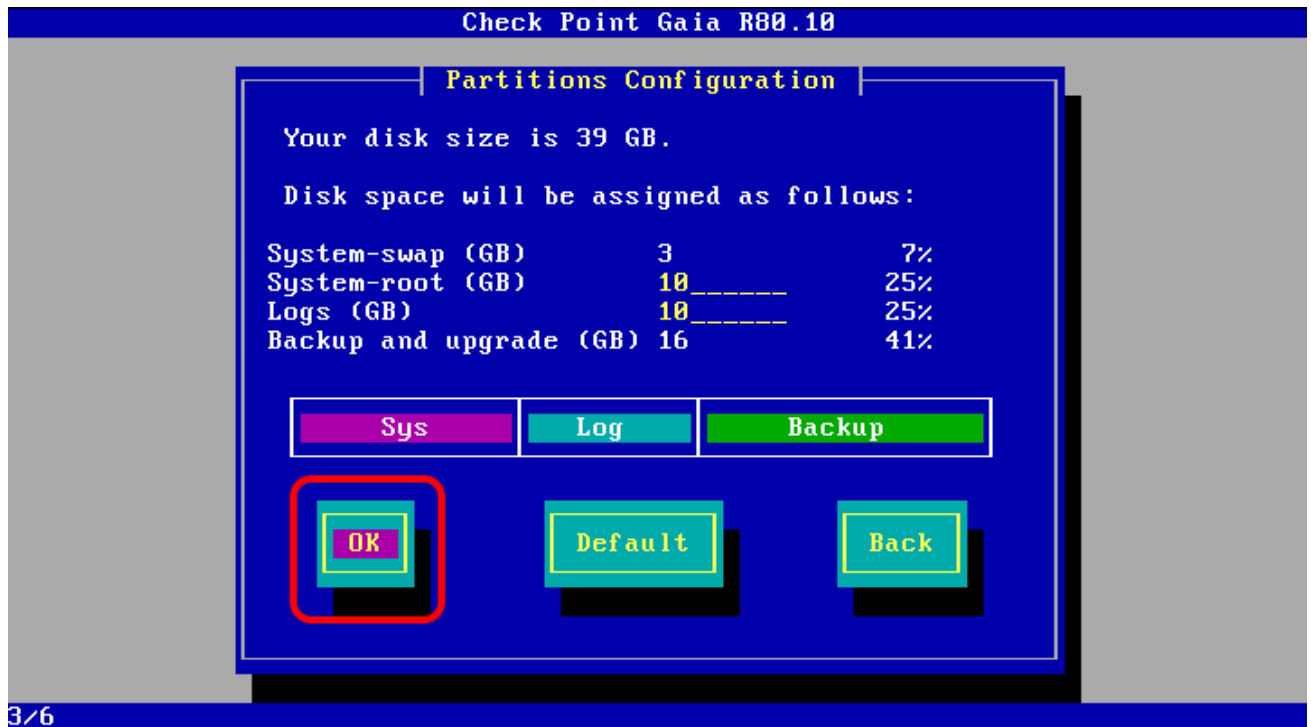 Check Point Gaia R80.10
Partitions Configuration
Your disk size is 39 GB.
Disk space will be assigned as follows:
System-swap (GB) 3 7%
System-root (GB) 10______ 25%
Logs (GB) 10______ 25%
Backup and upgrade (GB) 16 41%
Sys Log Backup
OK Default Back
3/6